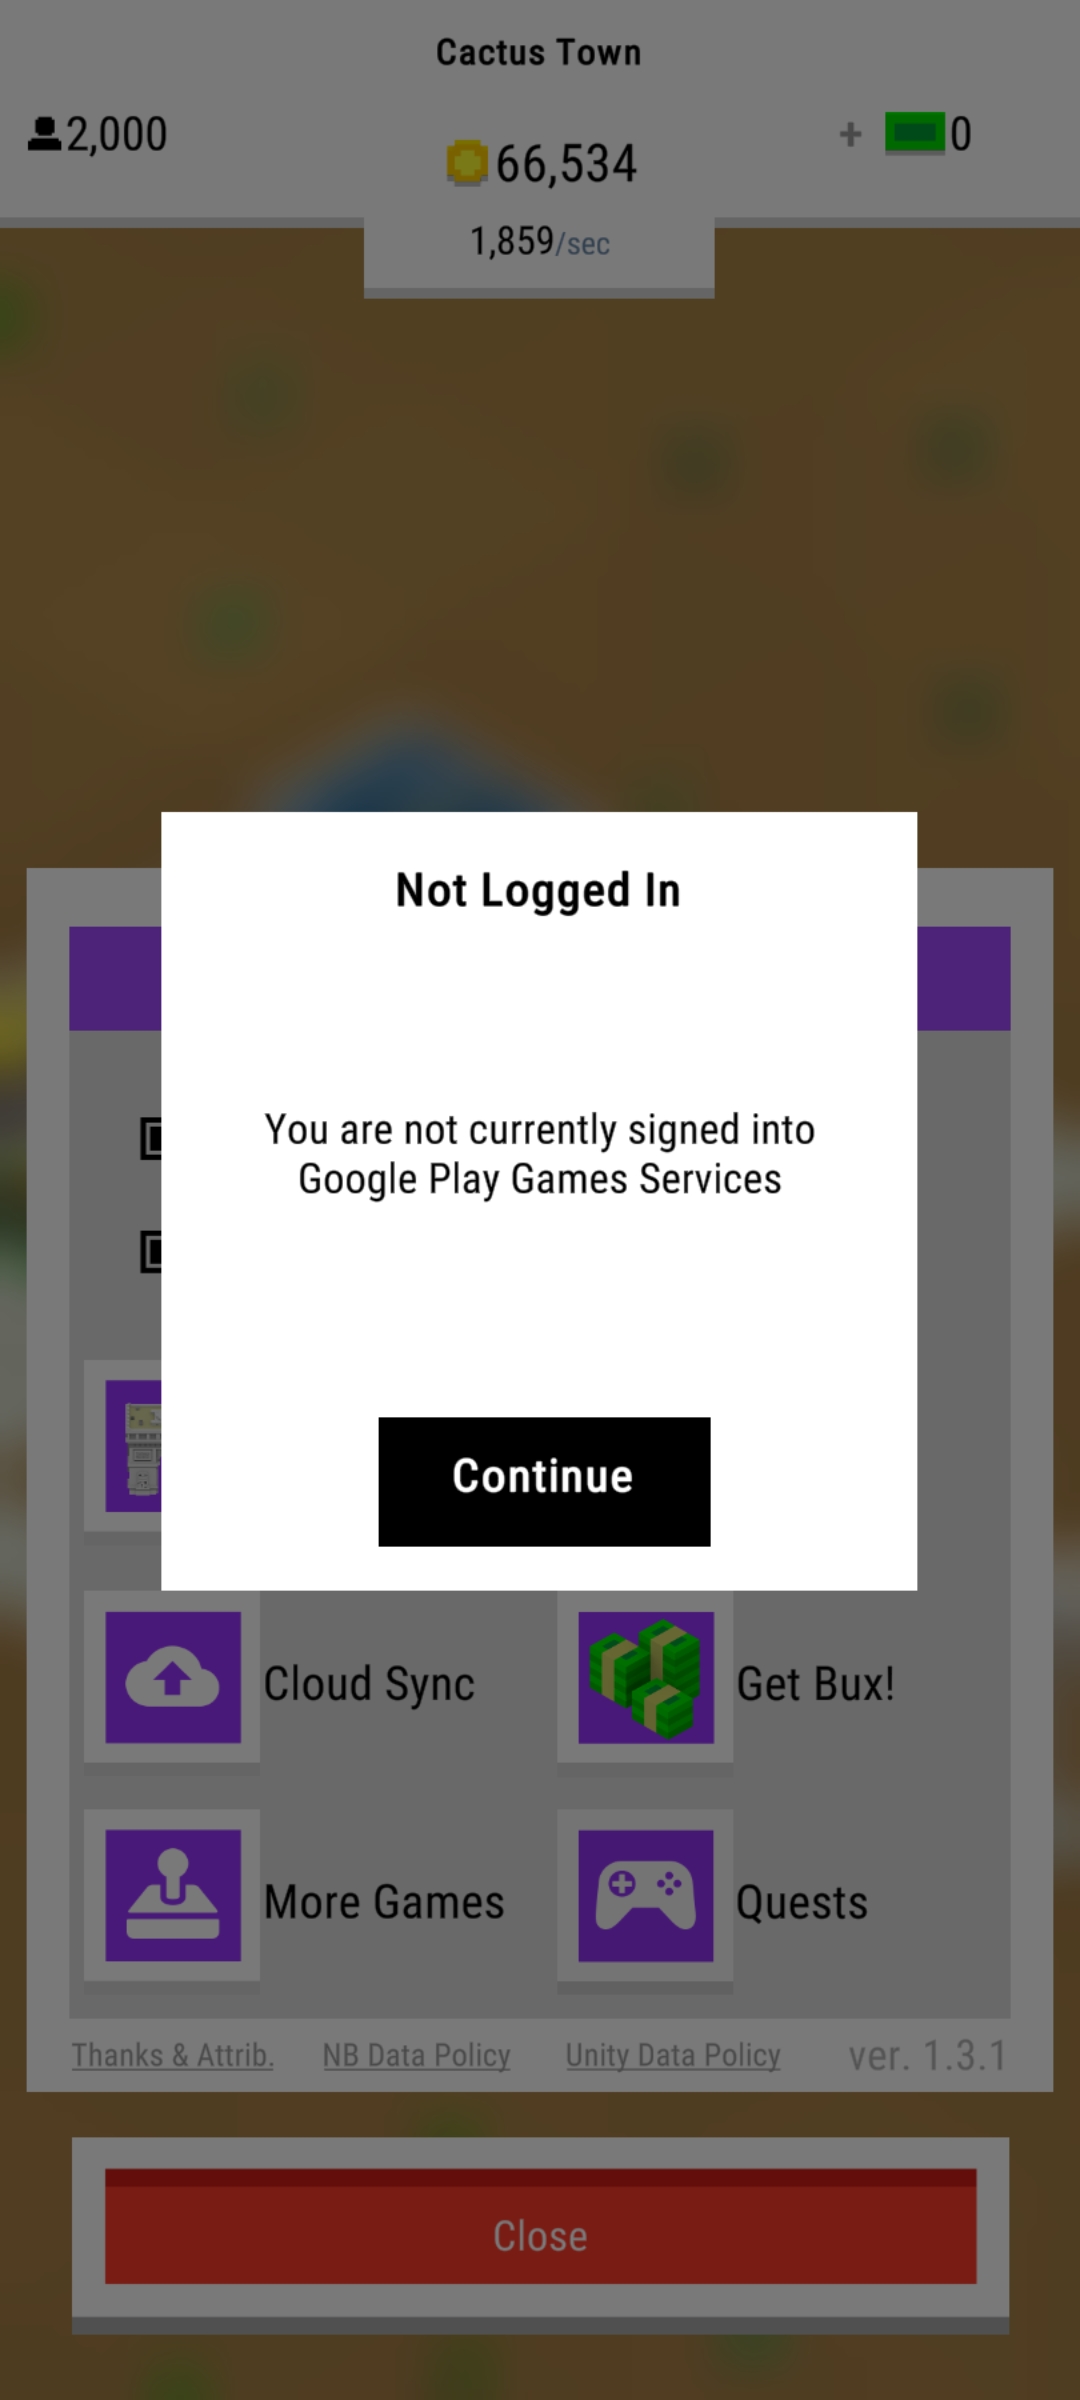 Cactus Town
2,000
66,534
+ 0
1,859/sec
Not Logged In
You are not currently signed into
Google Play Games Services
Continue
Cloud Sync
Get Bux!
More Games
Quests
Thanks & Attrib.
NB Data Policy
Unity Data Policy
ver. 1.3.1
Close